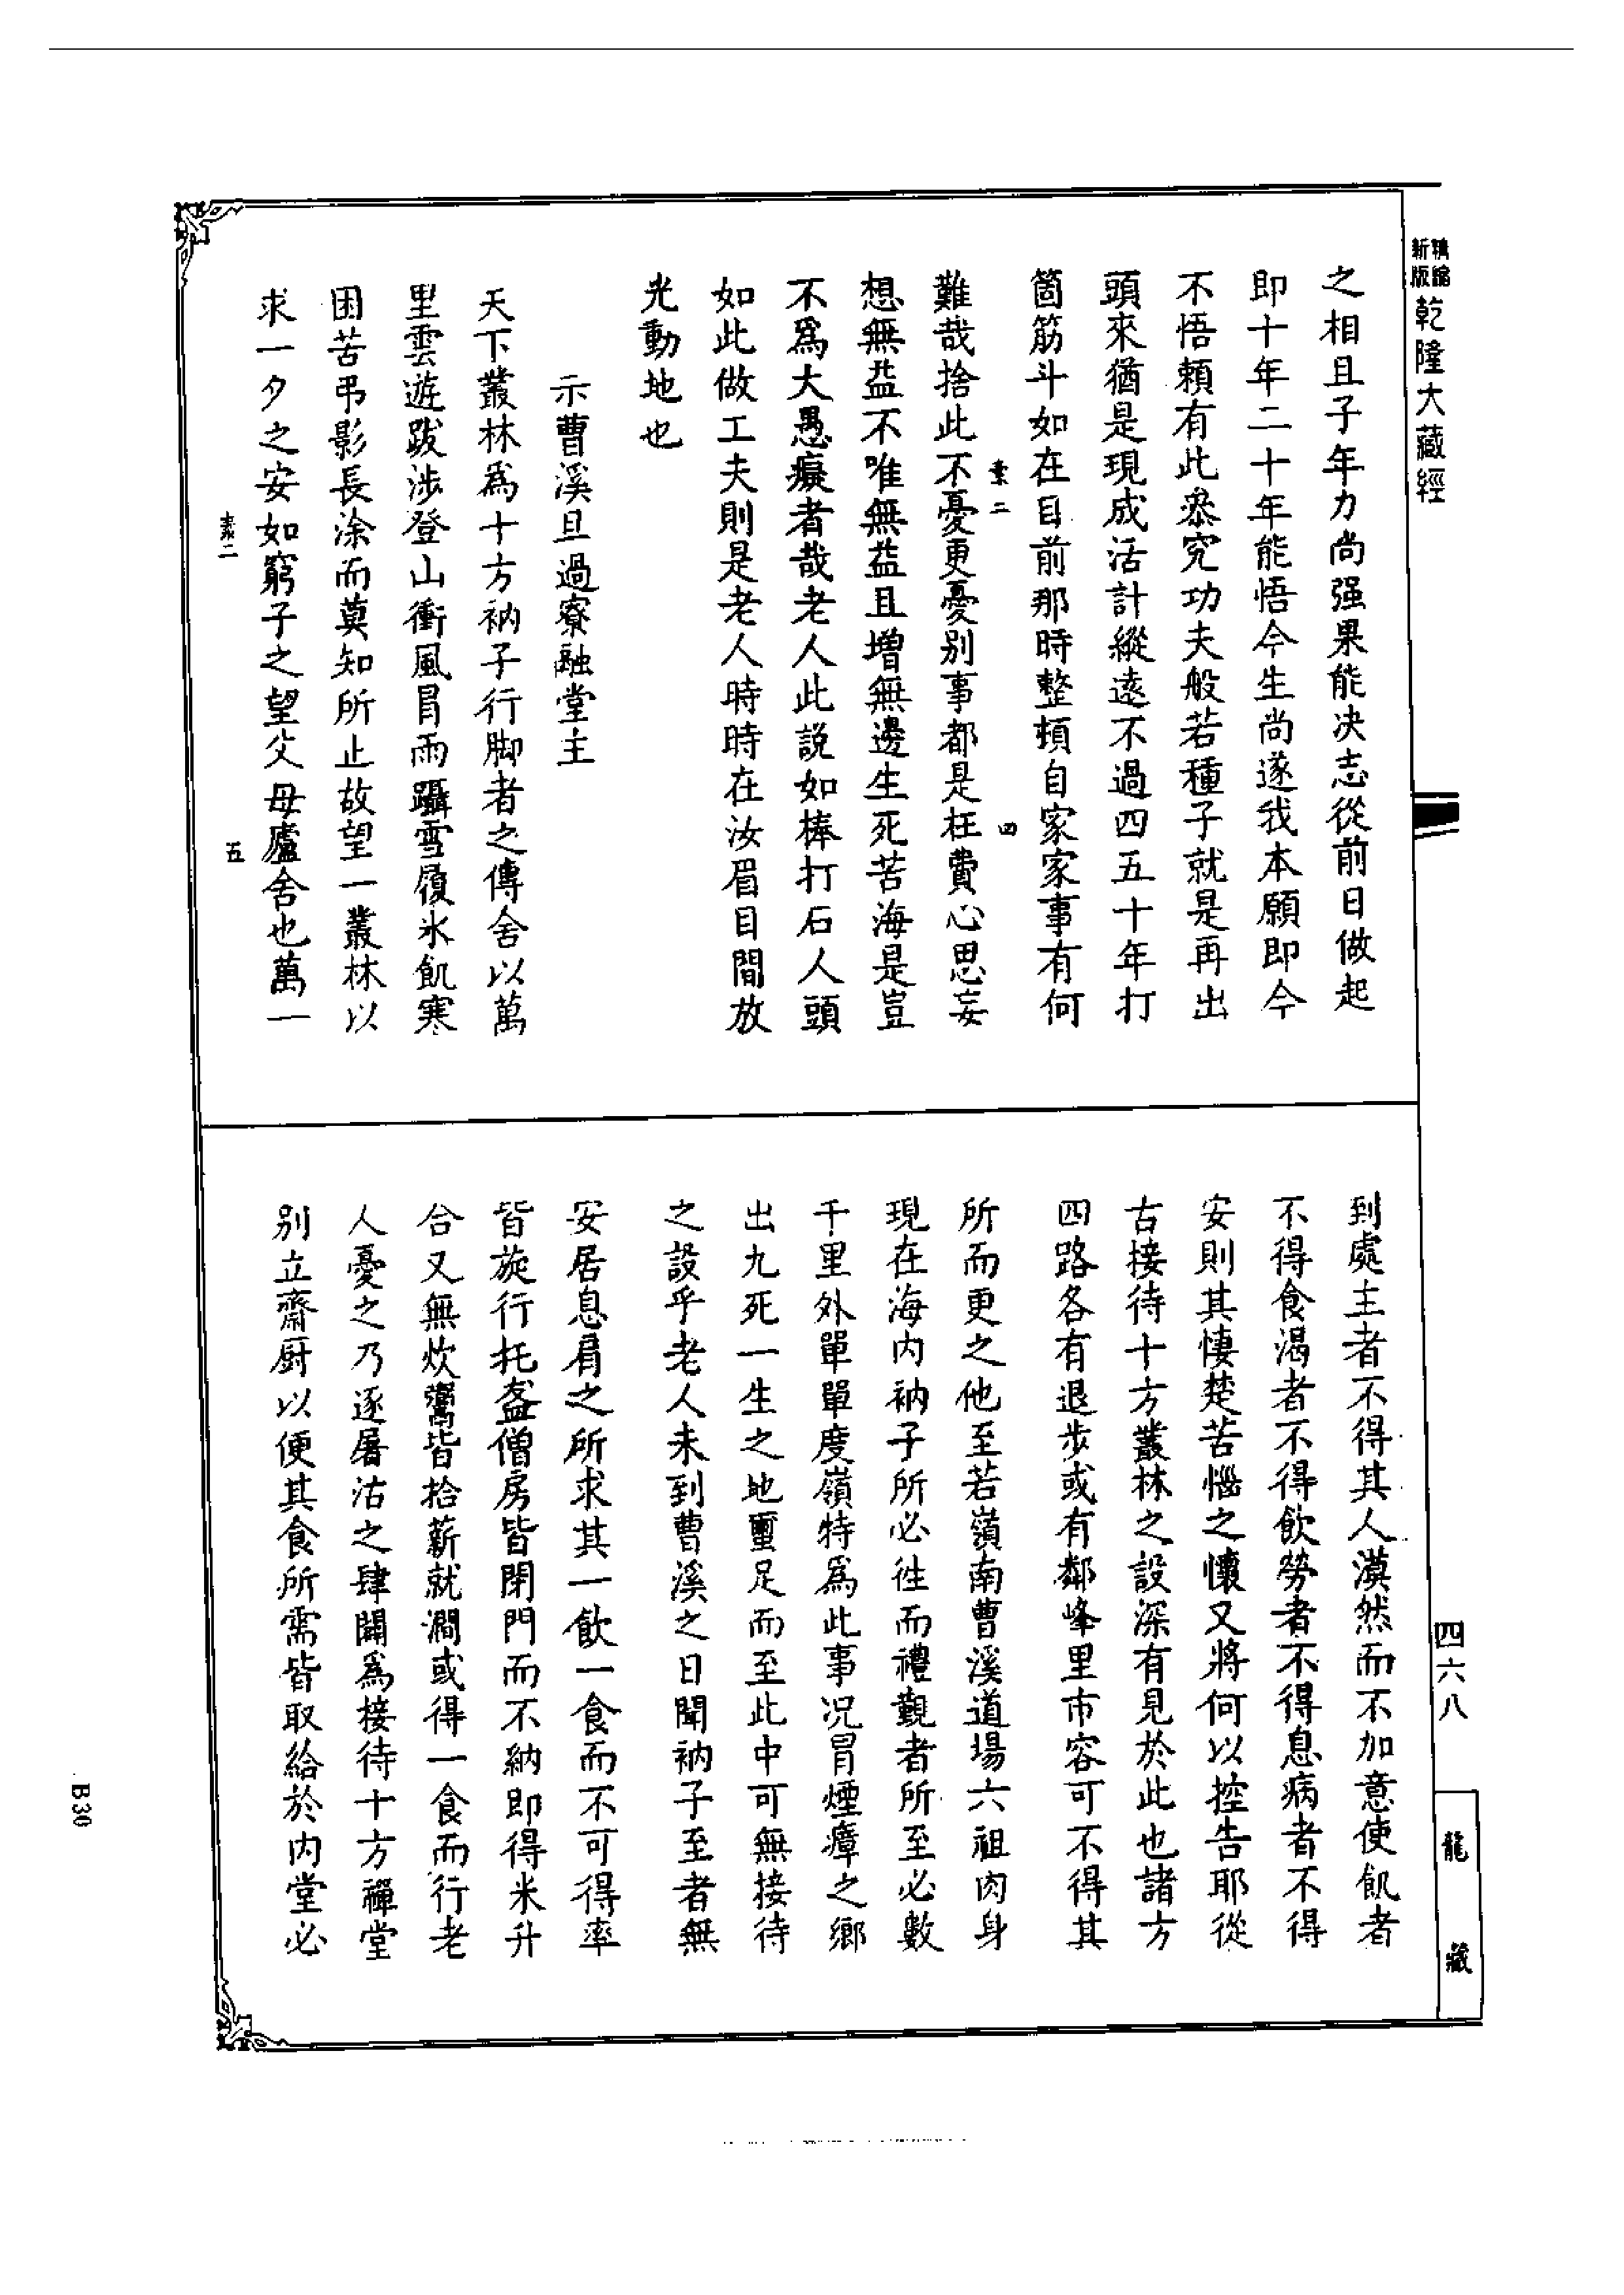 新版精縮
乾隆大藏經
之相且子年力尚强果能决志從前日做起
即十年二十年能悟今生尚遂我本願即今
不悟賴有此叅究功夫般若種子就是再出
頭來猶是現成活計縱遠不過四五十年打
箇筋斗如在目前那時整頓自家家事有何
素二
四
難哉捨此不憂更憂别事都是枉費心思妄
想無益不唯無益且增無邊生死苦海是豈
不爲大愚癡者哉老人此説如棒打石人頭
如此做工夫則是老人時時在汝眉目間放
光動地也
示曹溪旦過寮融堂主
天下叢林爲十方衲子行脚者之傳舍以萬
里雲遊跋涉登山衝風冒雨躡雪履氷飢寒
困苦弔影長涂而莫知所止故望一叢林以
求一夕之安如窮子之望父母廬舍也萬一
素二
五
到處主者不得其人漠然而不加意使飢者
不得食渴者不得飲勞者不得息病者不得
安則其悽楚苦惱之懷又將何以控告耶從
古接待十方叢林之設深有見於此也諸方
四路各有退步或有鄰峰里市容可不得其
所而更之他至若嶺南曹溪道場六祖肉身
現在海内衲子所必徃而禮觀者所至必數
千里外單單度嶺特爲此事况冒煙瘴之鄉
出九死一生之地重足而至此中可無接待
之設乎老人未到曹溪之日聞衲子至者無
安居息肩之所求其一飲一食而不可得率
皆旋行托盋僧房皆閉門而不納即得米升
合又無炊爨皆拾薪就澗或得一食而行老
人憂之乃逐屠沽之肆闢爲接待十方禪堂
别立齋厨以便其食所需皆取給於内堂必
四六八
龍藏
B30